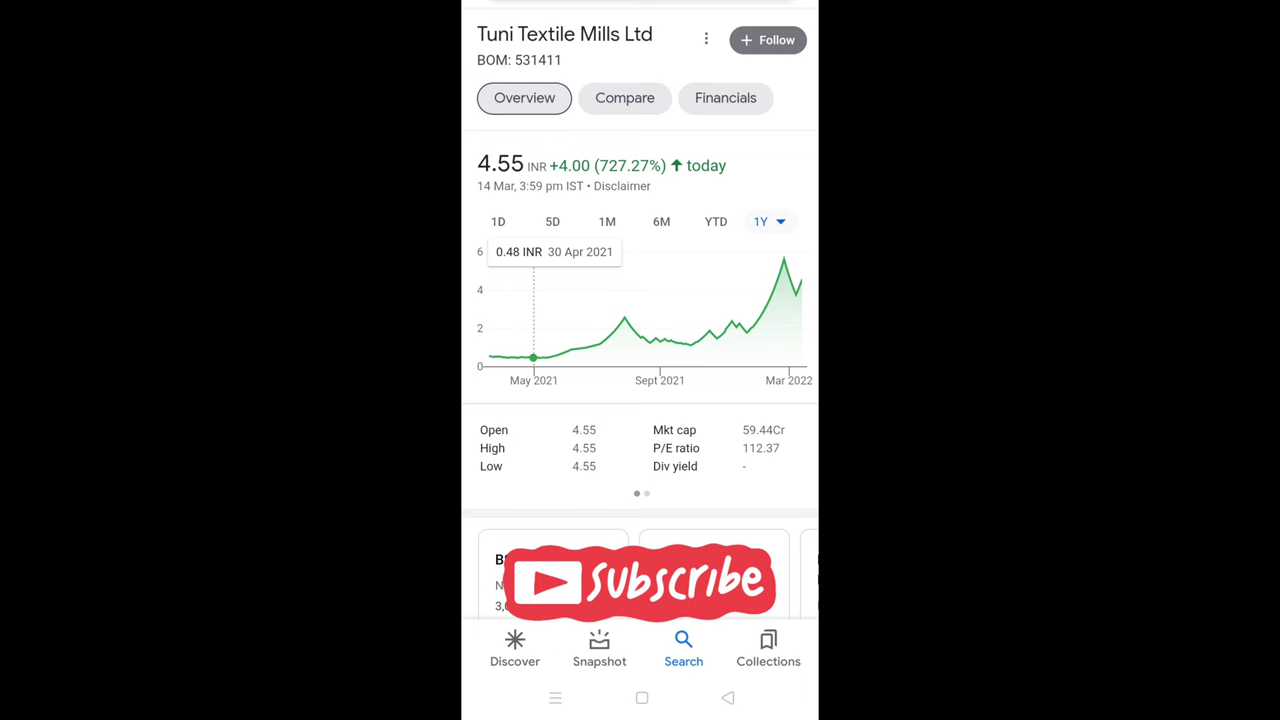 Tuni Textile Mills Ltd
+ Follow
BOM: 531411
Overview Compare Financials
4.55 INR +4.00 (727.27%) ↑ today
14 Mar, 3:59 pm IST • Disclaimer
1D 5D 1M 6M YTD 1Y
0.48 INR 30 Apr 2021
6
4
2
0
May 2021 Sept 2021 Mar 2022
Open 4.55 Mkt cap 59.44Cr
High 4.55 P/E ratio 112.37
Low 4.55 Div yield -
Subscribe
Discover Snapshot Search Collections